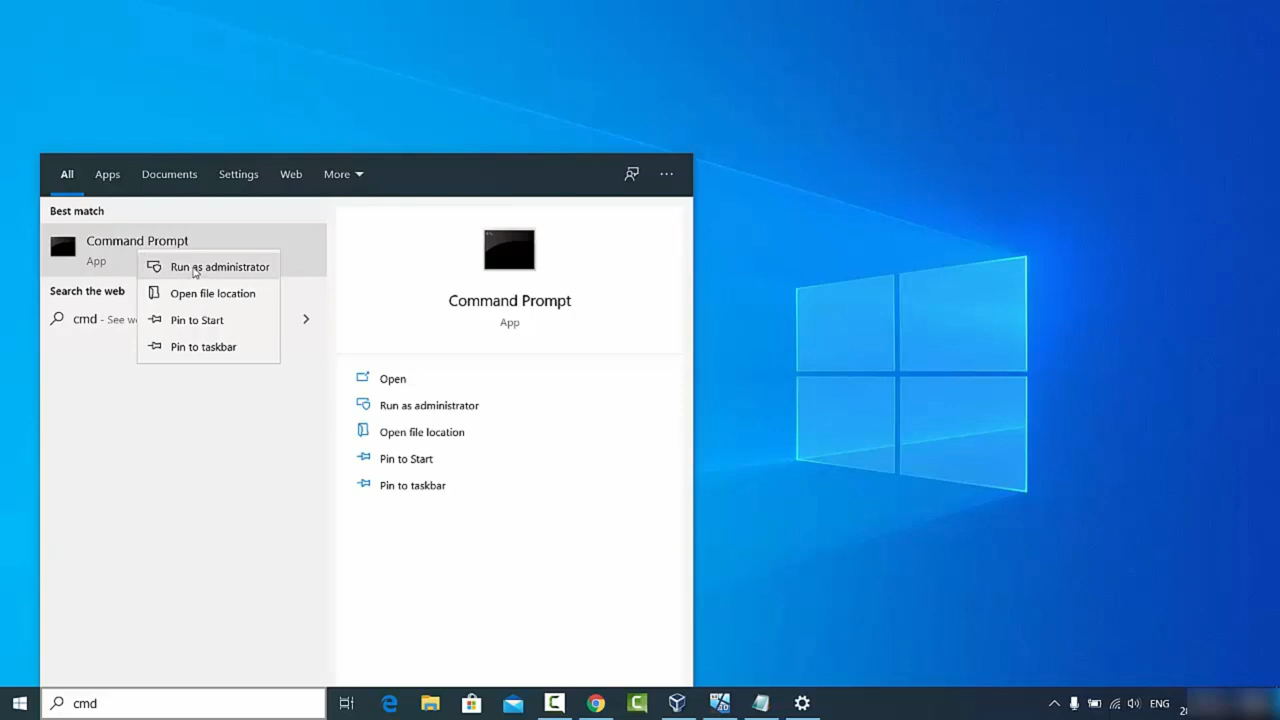 All Apps Documents Settings Web More
Best match
Command Prompt
App
Run as administrator
Open file location
Pin to Start
Pin to taskbar
Search the web
cmd - See
Command Prompt
App
Open
Run as administrator
Open file location
Pin to Start
Pin to taskbar
cmd
ENG